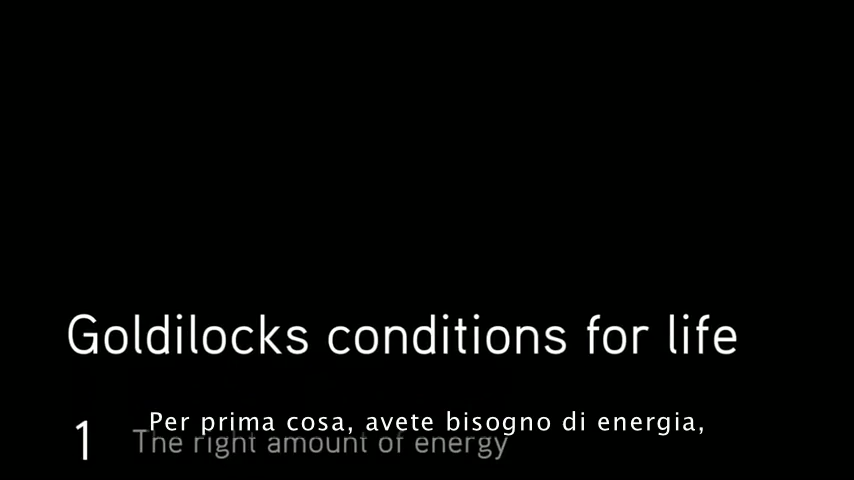 Goldilocks conditions for life
Per prima cosa, avete bisogno di energia,
1 The right amount of energy